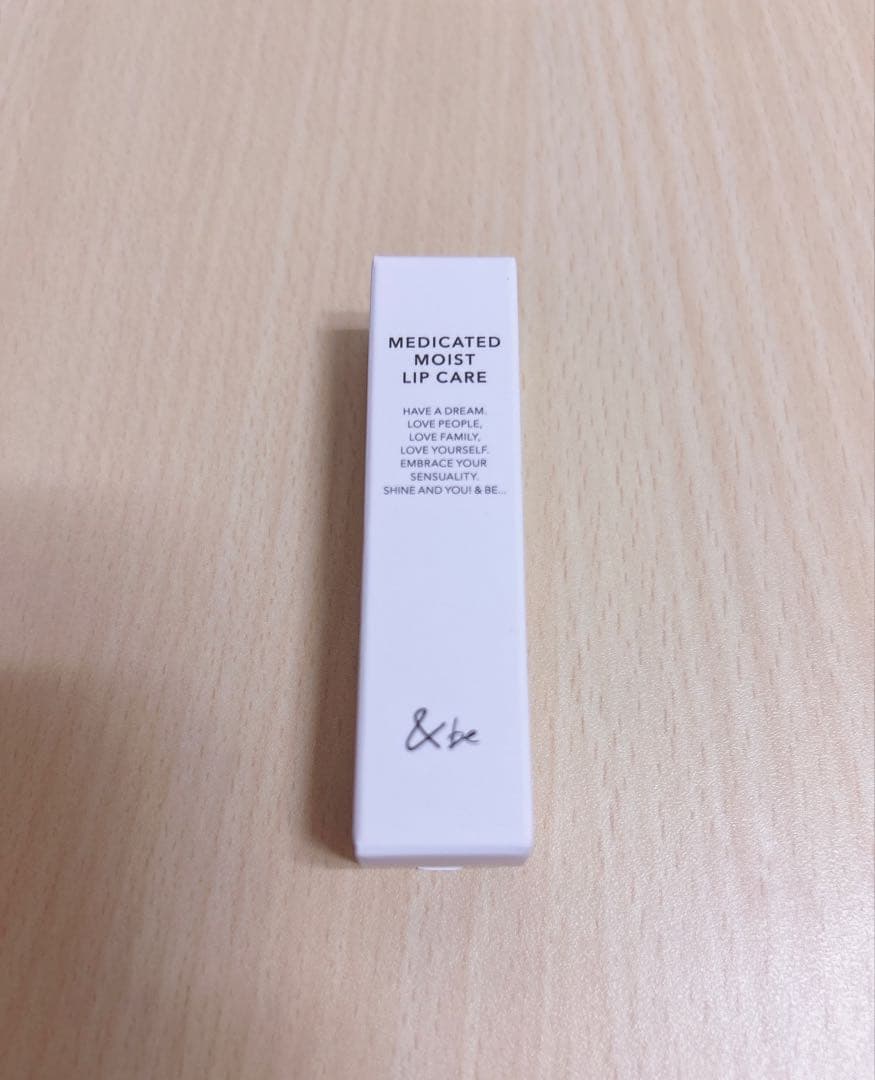 MEDICATED
MOIST
LIP CARE
HAVE A DREAM.
LOVE PEOPLE,
LOVE FAMILY,
LOVE YOURSELF.
EMBRACE YOUR
SENSUALITY.
SHINE AND YOU! & BE...
&be